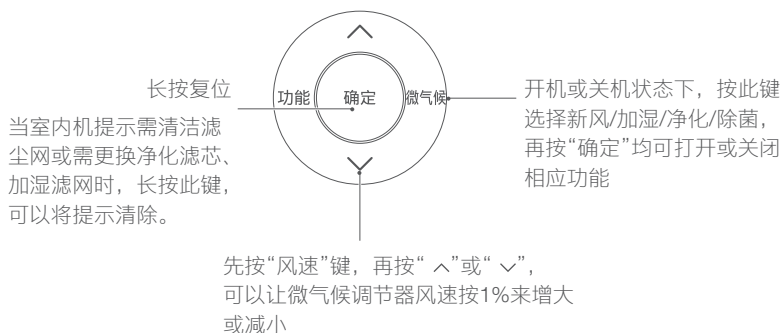 功能
确定
微气候
长按复位
当室内机提示需清洁滤
尘网或需更换净化滤芯、
加湿滤网时，长按此键，
可以将提示清除。
开机或关机状态下，按此键
选择新风/加湿/净化/除菌，
再按“确定”均可打开或关闭
相应功能
先按“风速”键，再按“ ︿”或“ ﹀”，
可以让微气候调节器风速按1%来增大
或减小